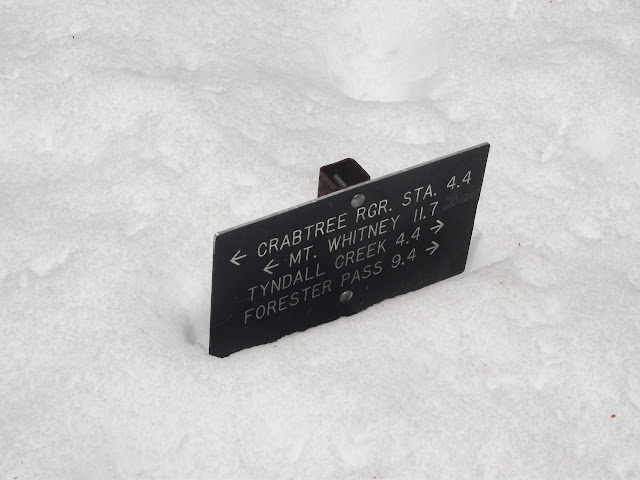 ← CRABTREE RGR. STA. 4.4
← MT. WHITNEY 11.7
TYNDALL CREEK 4.4 →
FORESTER PASS 9.4 →